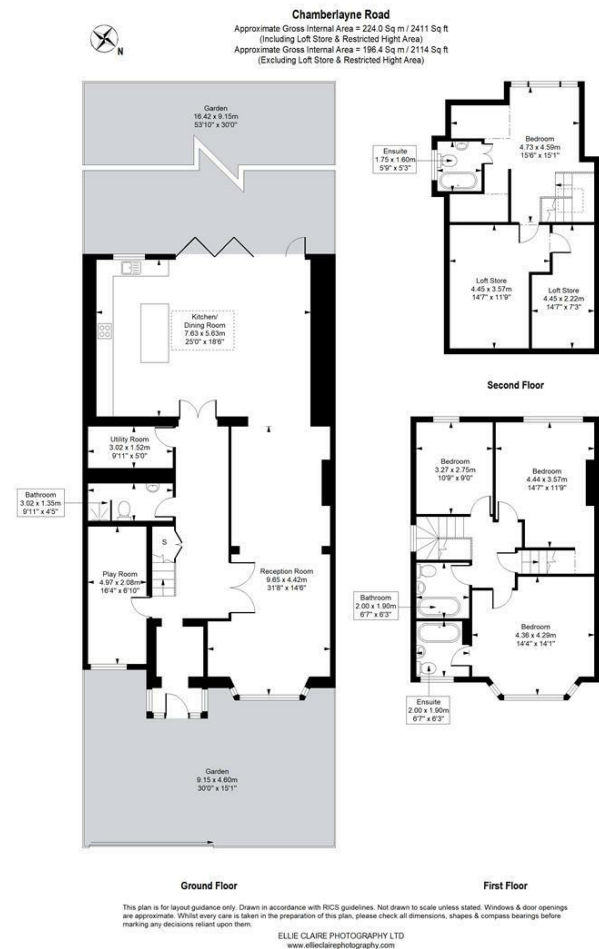 Chamberlayne Road
Approximate Gross Internal Area = 224.0 Sq m / 2411 Sq ft
(Including Loft Store & Restricted Hight Area)
Approximate Gross Internal Area = 196.4 Sq m / 2114 Sq ft
(Excluding Loft Store & Restricted Hight Area)
N
Garden
16.42 x 9.15m
53'10" x 30'0"
Kitchen/
Dining Room
7.63 x 5.63m
25'0" x 18'6"
Utility Room
3.02 x 1.52m
9'11" x 5'0"
Bathroom
3.02 x 1.35m
9'11" x 4'5"
S
Play Room
4.97 x 2.08m
16'4" x 6'10"
Reception Room
9.65 x 4.42m
31'8" x 14'6"
Garden
9.15 x 4.60m
30'0" x 15'1"
Ground Floor
Ensuite
1.75 x 1.60m
5'9" x 5'3"
Bedroom
4.73 x 4.59m
15'6" x 15'1"
Loft Store
4.45 x 3.57m
14'7" x 11'9"
Loft Store
4.45 x 2.22m
14'7" x 7'3"
Second Floor
Bedroom
3.27 x 2.75m
10'9" x 9'0"
Bedroom
4.44 x 3.57m
14'7" x 11'9"
Bathroom
2.00 x 1.90m
6'7" x 6'3"
Bedroom
4.36 x 4.29m
14'4" x 14'1"
Ensuite
2.00 x 1.90m
6'7" x 6'3"
First Floor
This plan is for layout guidance only. Drawn in accordance with RICS guidelines. Not drawn to scale unless stated. Windows & door openings
are approximate. Whilst every care is taken in the preparation of this plan, please check all dimensions, shapes & compass bearings before
making any decisions reliant upon them.
ELLIE CLAIRE PHOTOGRAPHY LTD
www.ellieclairephotography.com